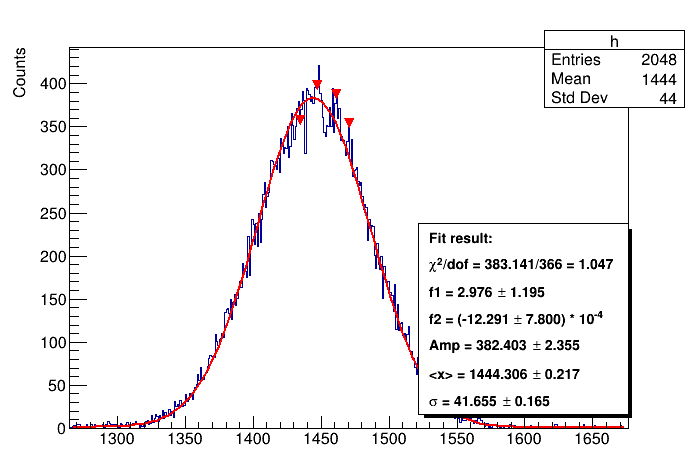 h
Entries 2048
Mean 1444
Std Dev 44
Counts
400
350
300
250
200
150
100
50
0
Fit result:
χ²/dof = 383.141/366 = 1.047
f1 = 2.976 ± 1.195
f2 = (-12.291 ± 7.800) * 10⁻⁴
Amp = 382.403 ± 2.355
<x> = 1444.306 ± 0.217
σ = 41.655 ± 0.165
1300 1350 1400 1450 1500 1550 1600 1650